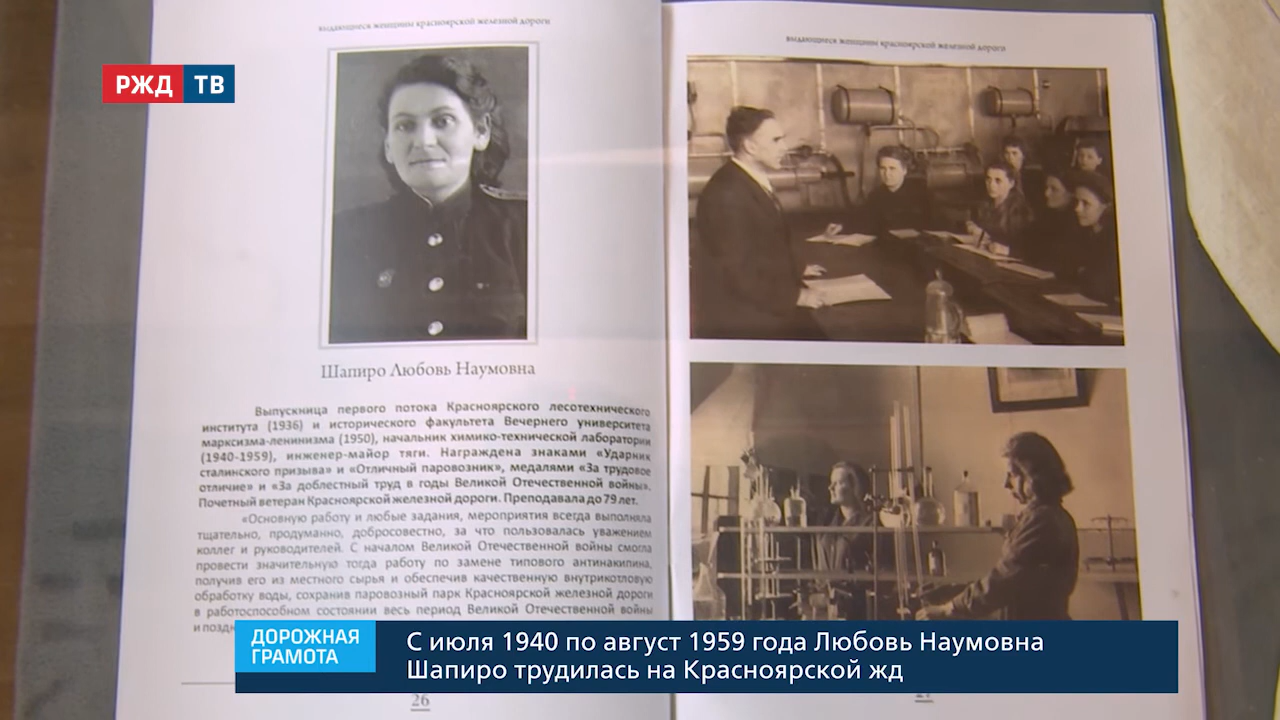 выдающиеся женщины красноярской железной дороги
выдающиеся женщины красноярской железной дороги
РЖД ТВ
Шапиро Любовь Наумовна
Выпускница первого потока Красноярского лесотехнического
института (1936) и исторического факультета Вечернего университета
марксизма-ленинизма (1950), начальник химико-технической лаборатории
(1940-1959), инженер-майор тяги. Награждена знаками «Ударник
сталинского призыва» и «Отличный паровозник», медалями «За трудовое
отличие» и «За доблестный труд в годы Великой Отечественной войны».
Почетный ветеран Красноярской железной дороги. Преподавала до 79 лет.
«Основную работу и любые задания, мероприятия всегда выполняла
тщательно, продуманно, добросовестно, за что пользовалась уважением
коллег и руководителей. С началом Великой Отечественной войны смогла
провести значительную тогда работу по замене типового антинакипина,
получив его из местного сырья и обеспечив качественную внутрикотловую
обработку воды, сохранив паровозный парк Красноярской железной дороги
в работоспособном состоянии весь период Великой Отечественной войны
и
ДОРОЖНАЯ
ГРАМОТА
С июля 1940 по август 1959 года Любовь Наумовна
Шапиро трудилась на Красноярской жд
26